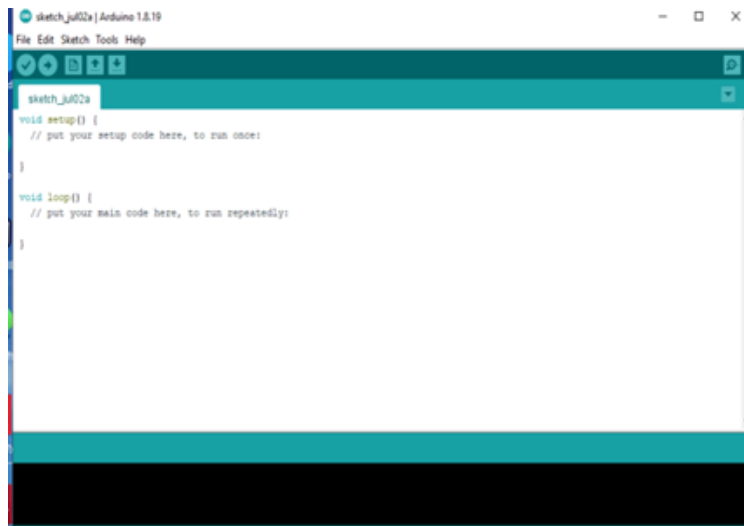 sketch_jul02a | Arduino 1.8.19
File Edit Sketch Tools Help
sketch_jul02a
void setup() {
// put your setup code here, to run once:
}
void loop() {
// put your main code here, to run repeatedly:
}